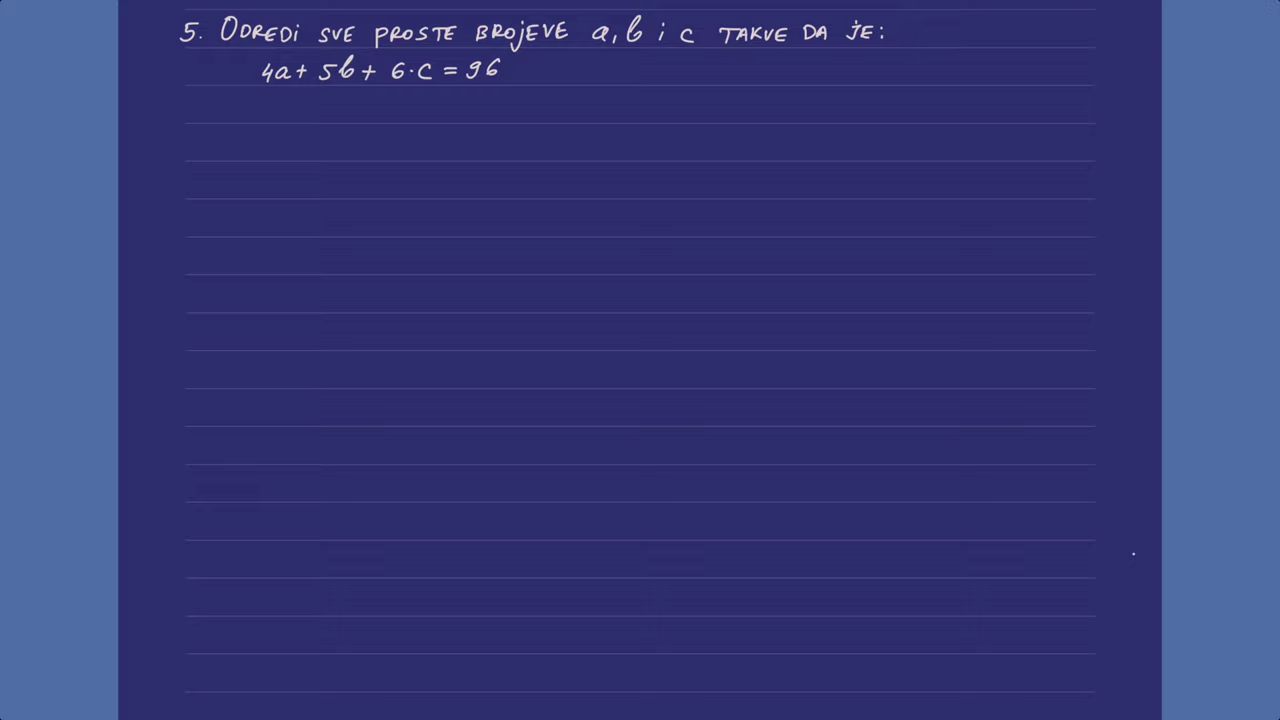 5. ODREDI SVE PROSTE BROJEVE a, b i c TAKVE DA JE:
4a + 5b + 6·c = 96